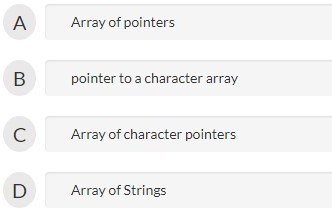 A Array of pointers
B pointer to a character array
C Array of character pointers
D Array of Strings